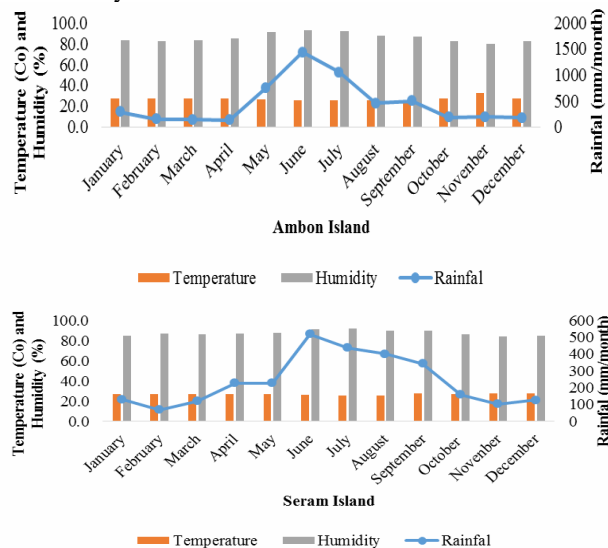 Temperature (Co) and
Humidity (%)
100.0
80.0
60.0
40.0
20.0
0.0
2000
1500
1000
500
0
Rainfal (mm/month)
January
February
March
April
May
June
July
August
September
October
Novenber
December
Ambon Island
Temperature
Humidity
Rainfal
Temperature (Co) and
Humidity (%)
100.0
80.0
60.0
40.0
20.0
0.0
600
500
400
300
200
100
0
Rainfal (mm/month)
January
February
March
April
May
June
July
August
September
October
Novenber
December
Seram Island
Temperature
Humidity
Rainfal